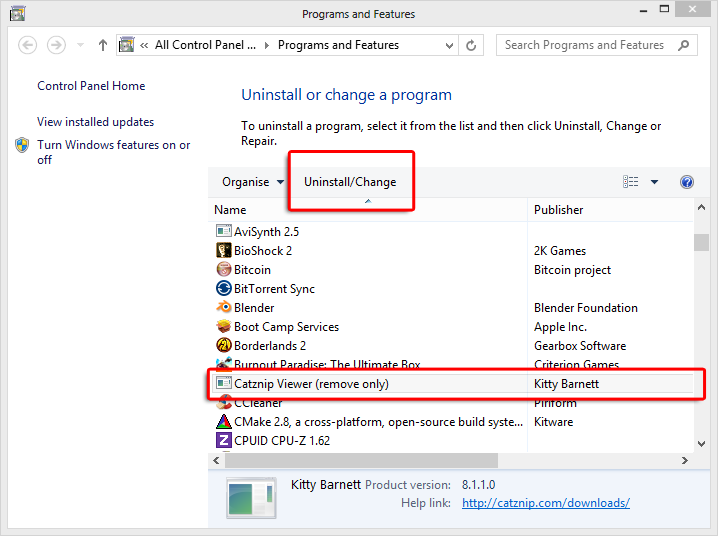 Programs and Features
« All Control Panel ... ▸ Programs and Features
Search Programs and Features
Control Panel Home
View installed updates
Turn Windows features on or
off
Uninstall or change a program
To uninstall a program, select it from the list and then click Uninstall, Change or
Repair.
Organise Uninstall/Change
Name Publisher
AviSynth 2.5
BioShock 2 2K Games
Bitcoin Bitcoin project
BitTorrent Sync
Blender Blender Foundation
Boot Camp Services Apple Inc.
Borderlands 2 Gearbox Software
Burnout Paradise: The Ultimate Box Criterion Games
Catznip Viewer (remove only) Kitty Barnett
CCleaner Piriform
CMake 2.8, a cross-platform, open-source build syste... Kitware
CPUID CPU-Z 1.62
Kitty Barnett Product version: 8.1.1.0
Help link: http://catznip.com/downloads/